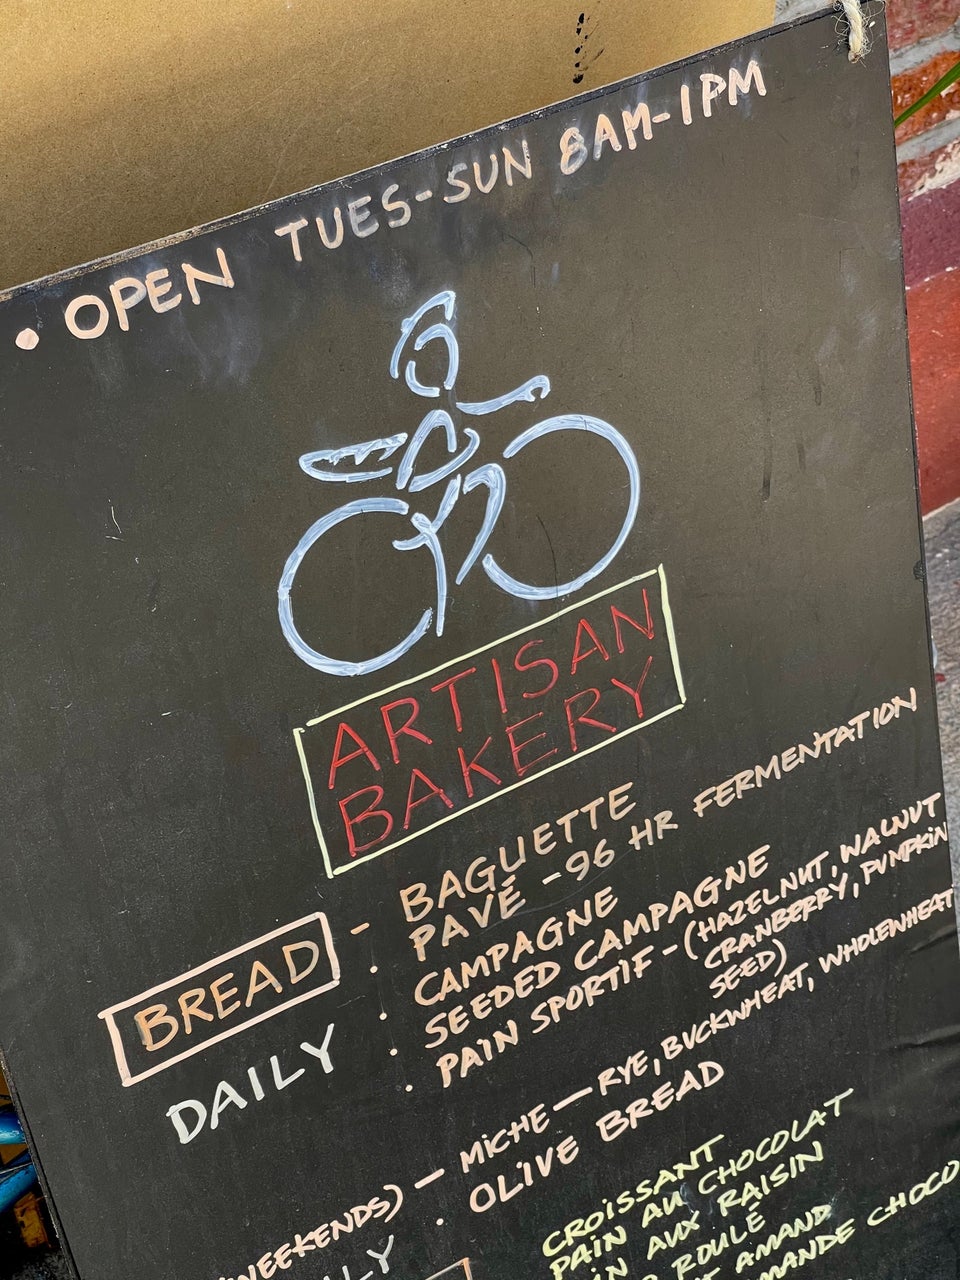 • OPEN TUES-SUN 8AM-1PM
ARTISAN
BAKERY
BREAD - BAGUETTE
DAILY • PAVÉ - 96 HR FERMENTATION
• CAMPAGNE
• SEEDED CAMPAGNE
• PAIN SPORTIF - (HAZELNUT, WALNUT
CRANBERRY, PUMPKIN
SEED)
WEEKENDS) - MICHE - RYE, BUCKWHEAT, WHOLEWHEAT
• OLIVE BREAD
CROISSANT
PAIN AU CHOCOLAT
AUX RAISIN
ROULÉ
AMAND
CHOCO